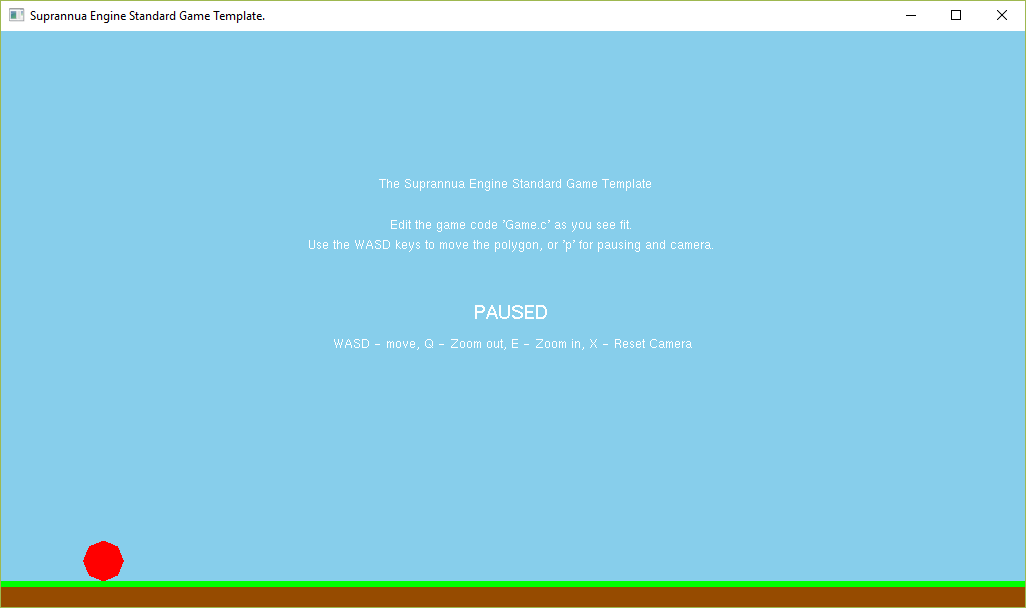 Suprannua Engine Standard Game Template.
The Suprannua Engine Standard Game Template
Edit the game code 'Game.c' as you see fit.
Use the WASD keys to move the polygon, or 'p' for pausing and camera.
PAUSED
WASD - move, Q - Zoom out, E - Zoom in, X - Reset Camera